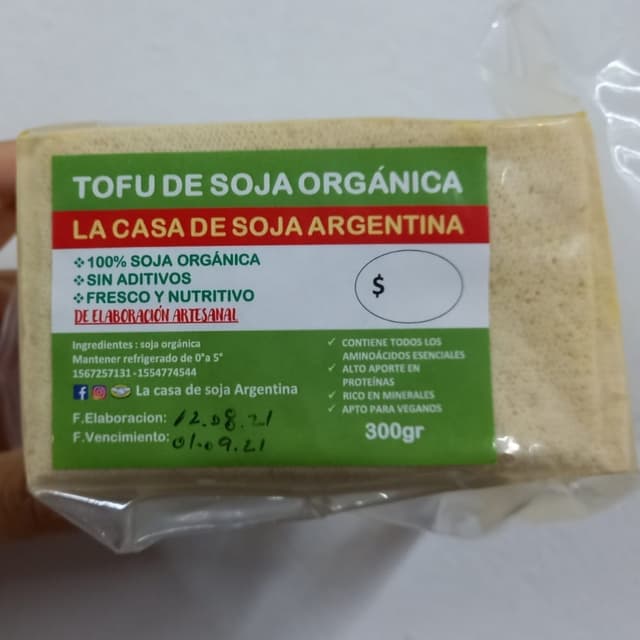 TOFU DE SOJA ORGÁNICA
LA CASA DE SOJA ARGENTINA
100% SOJA ORGÁNICA
SIN ADITIVOS
FRESCO Y NUTRITIVO
DE ELABORACIÓN ARTESANAL
$
Ingredientes : soja orgánica
Mantener refrigerado de 0°a 5°
1567257131 -1554774544
La casa de soja Argentina
F.Elaboracion: 12.08.21
F.Vencimiento: 01.09.21
✓ CONTIENE TODOS LOS
AMINOÁCIDOS ESENCIALES
✓ ALTO APORTE EN
PROTEÍNAS
✓ RICO EN MINERALES
✓ APTO PARA VEGANOS
300gr